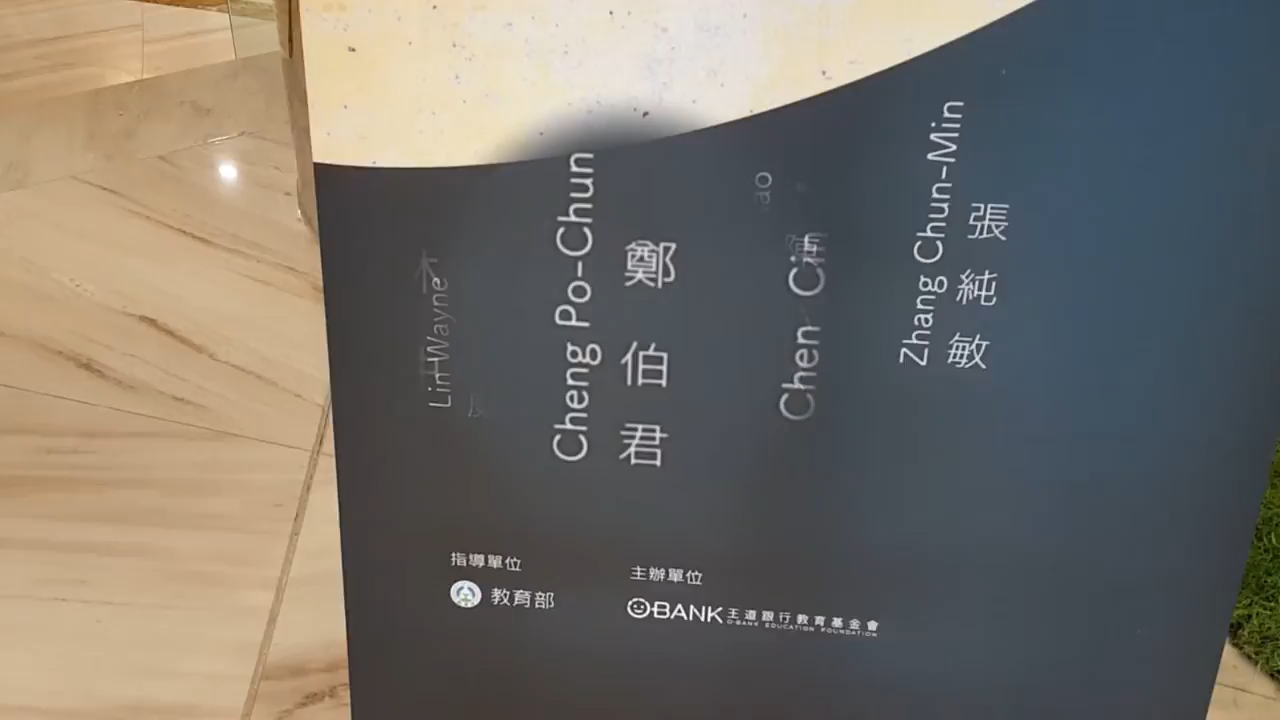 Lin Wayne
Cheng Po-Chun
鄭伯君
Chen
Zhang Chun-Min
張純敏
指導單位
教育部
主辦單位
O-BANK 王道銀行教育基金會
O-BANK EDUCATION FOUNDATION